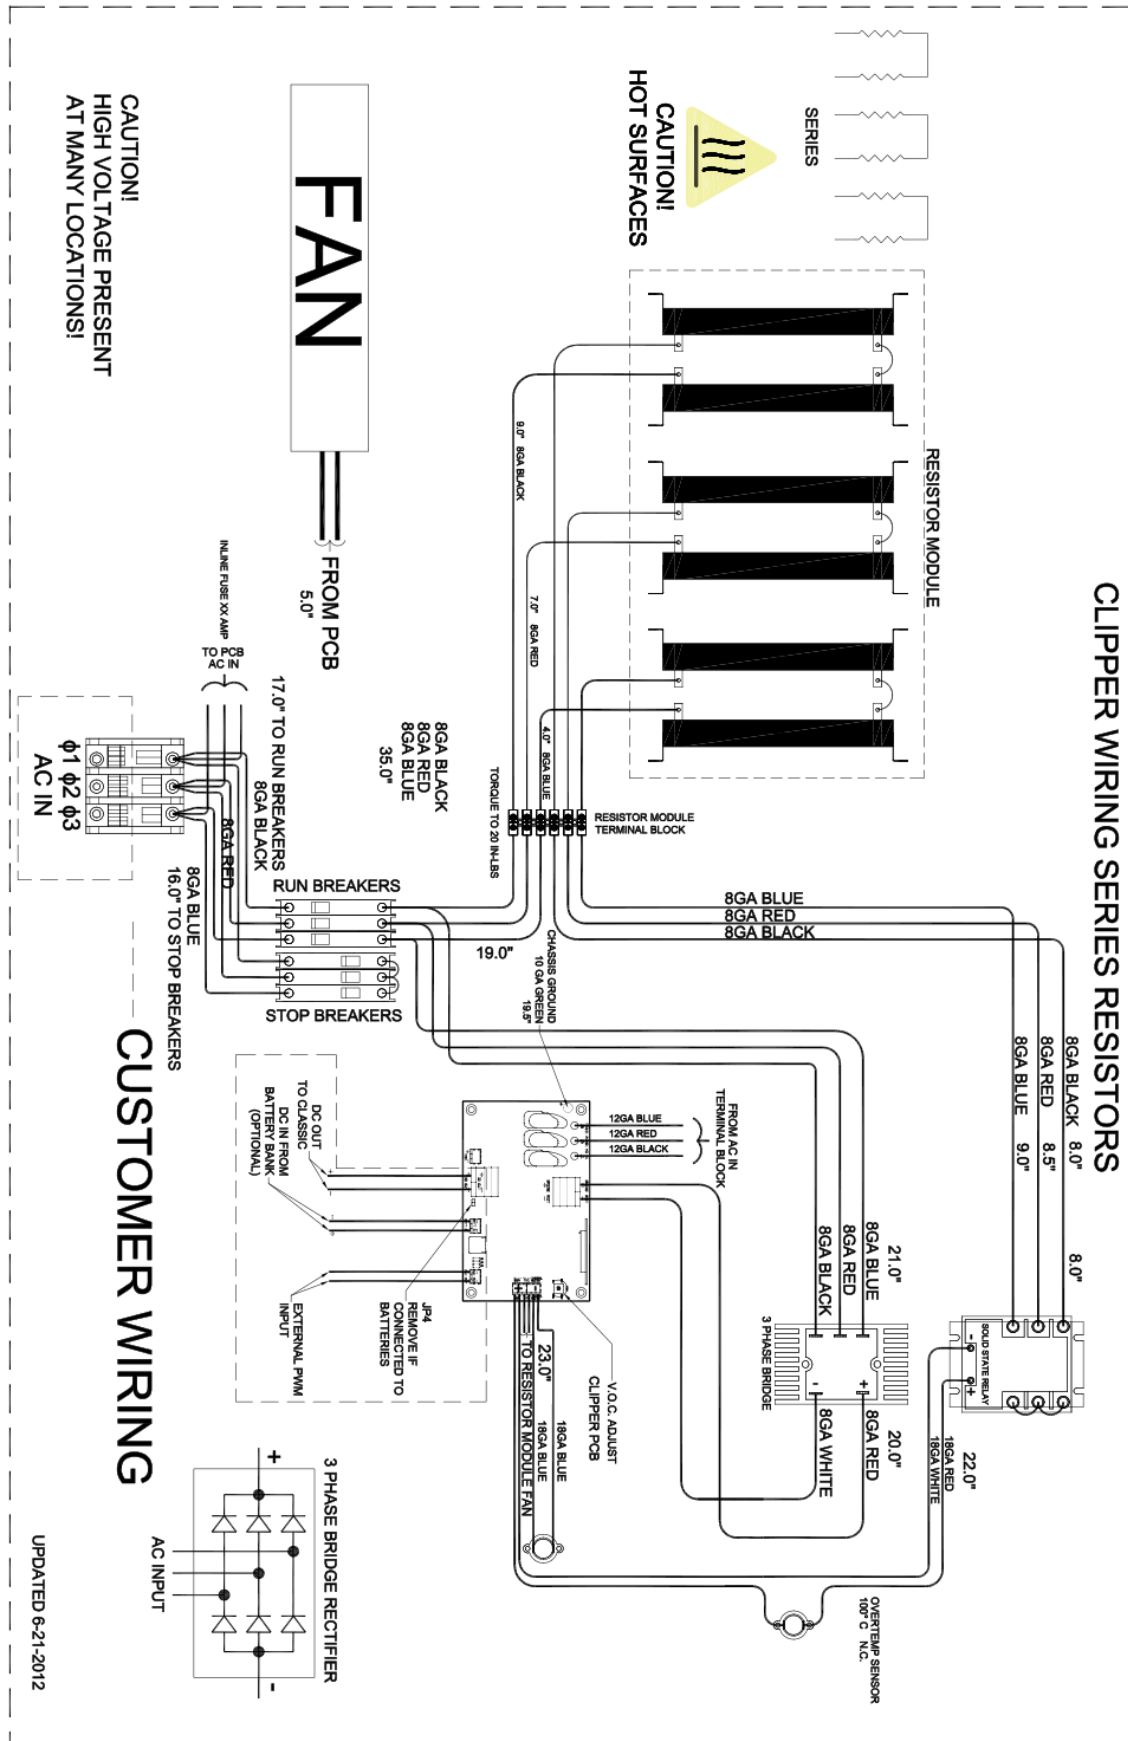 CLIPPER WIRING SERIES RESISTORS
SERIES
CAUTION!
HOT SURFACES
RESISTOR MODULE
FAN
CAUTION!
HIGH VOLTAGE PRESENT
AT MANY LOCATIONS!
FROM PCB
5.0"
9.0" 8GA BLACK
7.0" 8GA RED
4.0" 8GA BLUE
RESISTOR MODULE
TERMINAL BLOCK
TORQUE TO 20 IN-LBS
8GA BLACK
8GA RED
8GA BLUE
35.0"
INLINE FUSE XX AMP
TO PCB
AC IN
17.0" TO RUN BREAKERS
8GA BLACK
8GA RED
8GA BLUE
16.0" TO STOP BREAKERS
ϕ1 ϕ2 ϕ3
AC IN
RUN BREAKERS
STOP BREAKERS
19.0"
8GA BLUE
8GA RED
8GA BLACK
8GA BLACK 8.0"
8GA RED 8.5"
8GA BLUE 9.0"
8.0"
CHASSIS GROUND
10 GA GREEN
19.5"
FROM AC IN
TERMINAL BLOCK
12GA BLUE
12GA RED
12GA BLACK
21.0"
8GA BLUE
8GA RED
8GA BLACK
3 PHASE BRIDGE
-
+
20.0"
8GA RED
8GA WHITE
SOLID STATE RELAY
-
+
22.0"
18GA RED
18GA WHITE
OVERTEMP SENSOR
100° C N.C.
DC OUT
TO CLASSIC
DC IN FROM
BATTERY BANK
(OPTIONAL)
EXTERNAL PWM
INPUT
JP4
REMOVE IF
CONNECTED TO
BATTERIES
V.O.C. ADJUST
CLIPPER PCB
23.0"
18GA BLUE
18GA BLUE
TO RESISTOR MODULE FAN
CUSTOMER WIRING
3 PHASE BRIDGE RECTIFIER
+
-
AC INPUT
UPDATED 6-21-2012